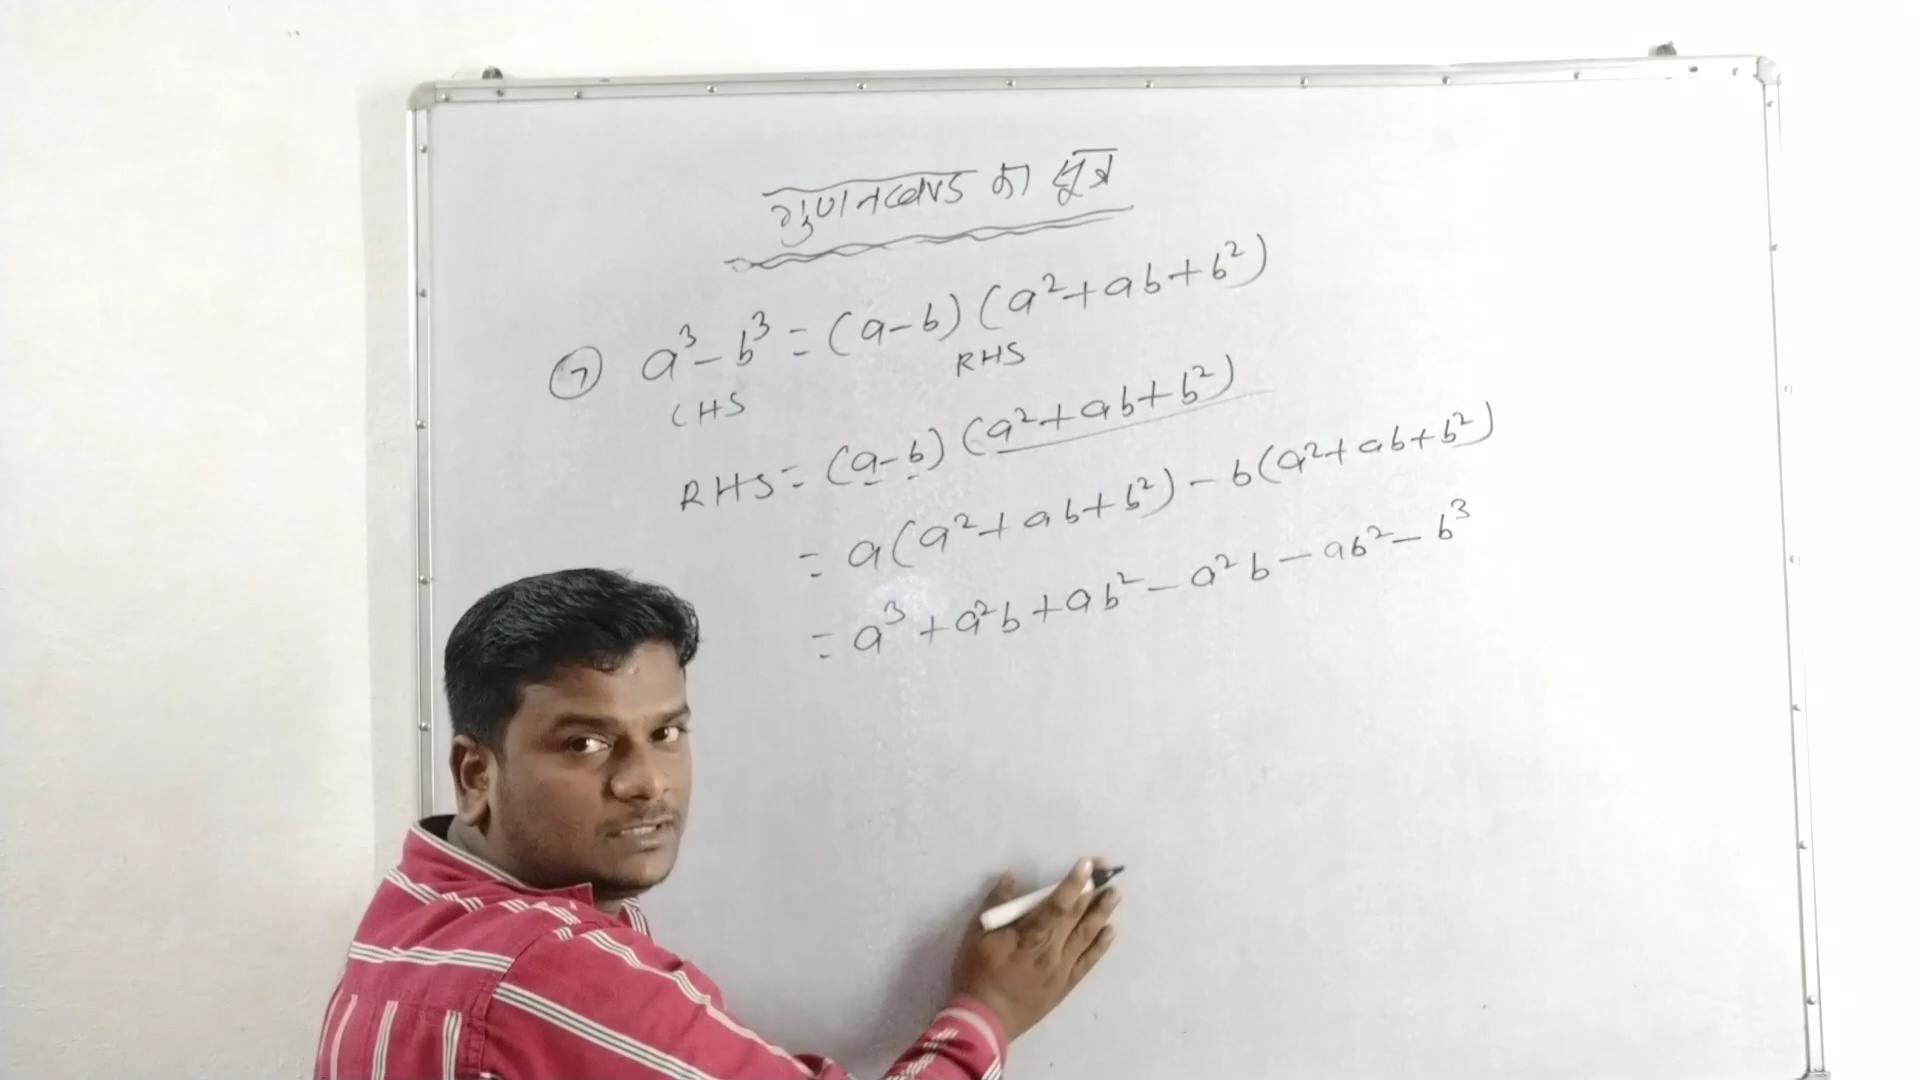 गुणनखण्ड का सूत्र
⑦ a³-b³ = (a-b) (a²+ab+b²)
LHS RHS
RHS = (a-b) (a²+ab+b²)
= a(a²+ab+b²) - b(a²+ab+b²)
= a³+a²b+ab²-a²b-ab²-b³